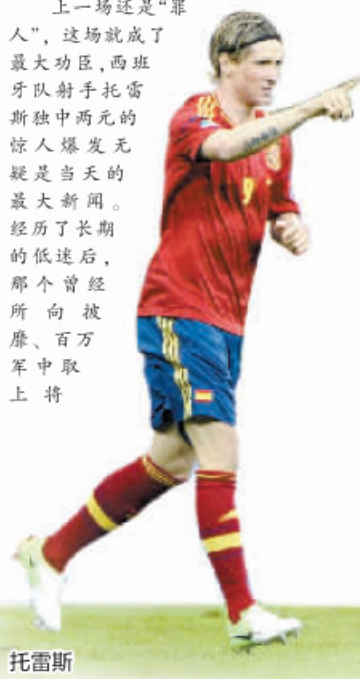 上一场还是“罪
人”，这场就成了
最大功臣，西班
牙队射手托雷
斯独中两元的
惊人爆发无
疑是当天的
最大新闻。
经历了长期
的低迷后，
那个曾经
所向披
靡、百万
军中取
上将
9
托雷斯